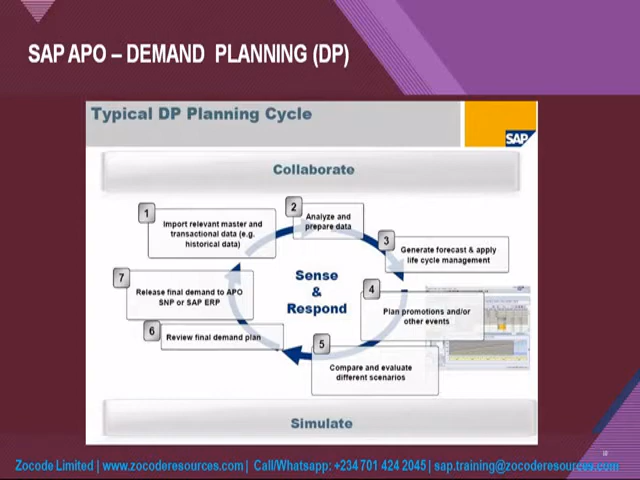 SAP APO – DEMAND PLANNING (DP)
Typical DP Planning Cycle
SAP
Collaborate
1
Import relevant master and
transactional data (e.g.
historical data)
2
Analyze and
prepare data
3
Generate forecast & apply
life cycle management
4
Plan promotions and/or
other events
5
Compare and evaluate
different scenarios
6
Review final demand plan
7
Release final demand to APO
SNP or SAP ERP
Sense
&
Respond
Simulate
Zocode Limited | www.zocoderesources.com | Call/Whatsapp: +234 701 424 2045 | sap.training@zocoderesources.com